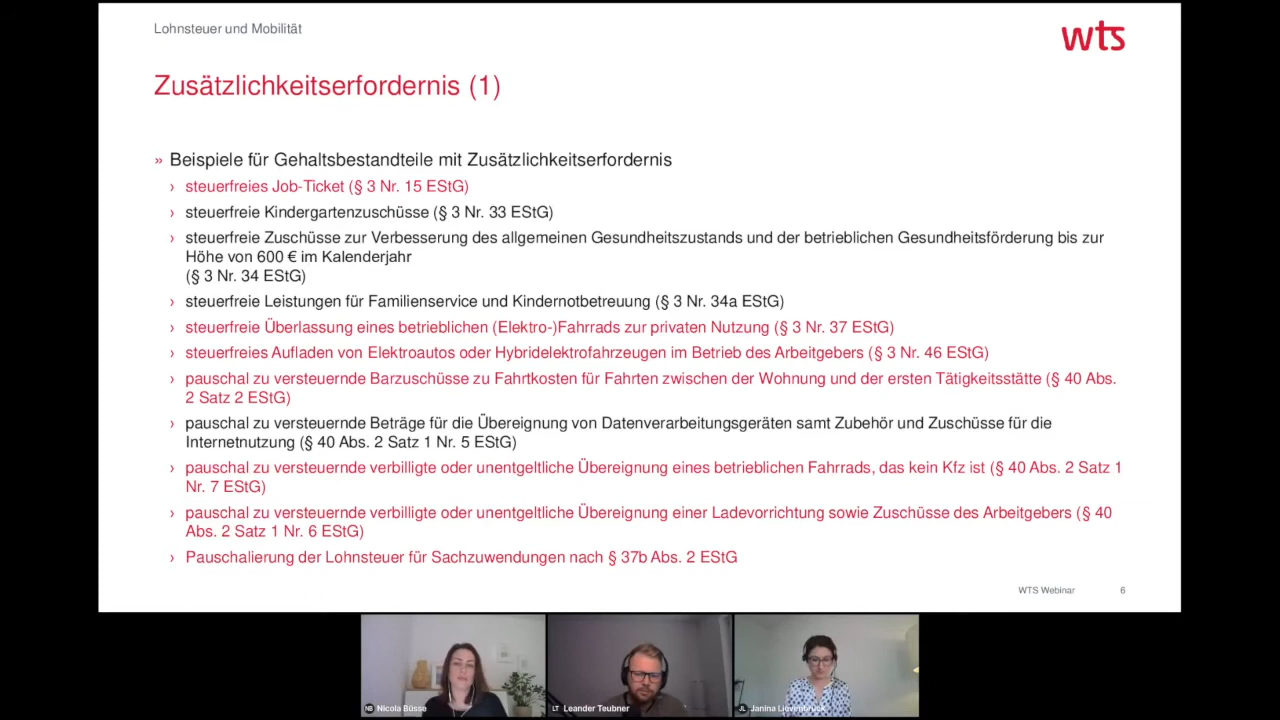 Lohnsteuer und Mobilität
wts
Zusätzlichkeitserfordernis (1)
» Beispiele für Gehaltsbestandteile mit Zusätzlichkeitserfordernis
› steuerfreies Job-Ticket (§ 3 Nr. 15 EStG)
› steuerfreie Kindergartenzuschüsse (§ 3 Nr. 33 EStG)
› steuerfreie Zuschüsse zur Verbesserung des allgemeinen Gesundheitszustands und der betrieblichen Gesundheitsförderung bis zur
Höhe von 600 € im Kalenderjahr
(§ 3 Nr. 34 EStG)
› steuerfreie Leistungen für Familienservice und Kindernotbetreuung (§ 3 Nr. 34a EStG)
› steuerfreie Überlassung eines betrieblichen (Elektro-)Fahrrads zur privaten Nutzung (§ 3 Nr. 37 EStG)
› steuerfreies Aufladen von Elektroautos oder Hybridelektrofahrzeugen im Betrieb des Arbeitgebers (§ 3 Nr. 46 EStG)
› pauschal zu versteuernde Barzuschüsse zu Fahrtkosten für Fahrten zwischen der Wohnung und der ersten Tätigkeitsstätte (§ 40 Abs.
2 Satz 2 EStG)
› pauschal zu versteuernde Beträge für die Übereignung von Datenverarbeitungsgeräten samt Zubehör und Zuschüsse für die
Internetnutzung (§ 40 Abs. 2 Satz 1 Nr. 5 EStG)
› pauschal zu versteuernde verbilligte oder unentgeltliche Übereignung eines betrieblichen Fahrrads, das kein Kfz ist (§ 40 Abs. 2 Satz 1
Nr. 7 EStG)
› pauschal zu versteuernde verbilligte oder unentgeltliche Übereignung einer Ladevorrichtung sowie Zuschüsse des Arbeitgebers (§ 40
Abs. 2 Satz 1 Nr. 6 EStG)
› Pauschalierung der Lohnsteuer für Sachzuwendungen nach § 37b Abs. 2 EStG
WTS Webinar 6
NB Nicola Büsse
LT Leander Teubner
JL Janina